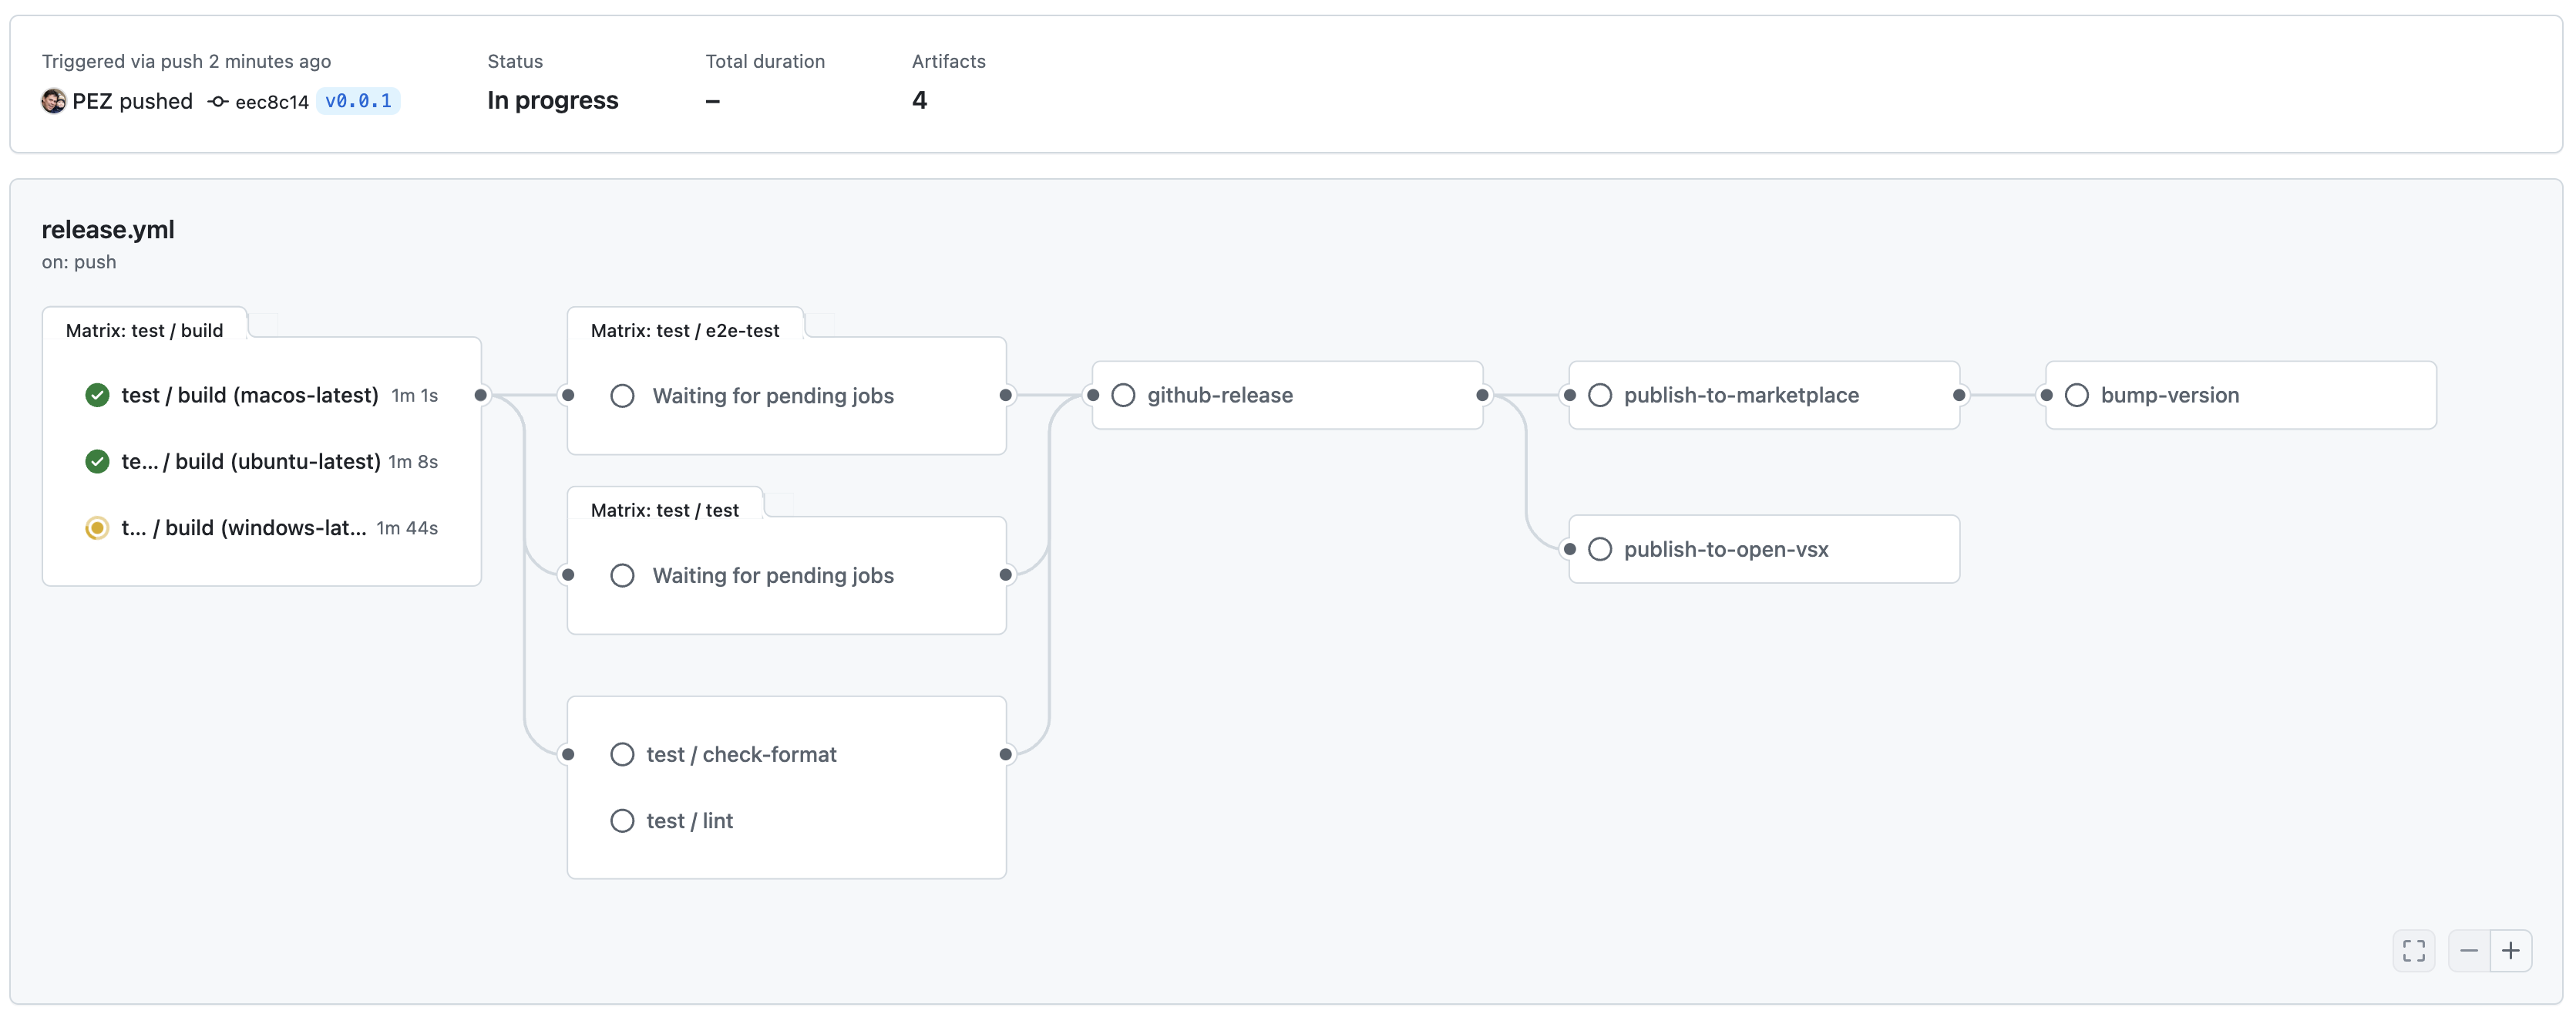 Triggered via push 2 minutes ago
PEZ pushed eec8c14 v0.0.1
Status
In progress
Total duration
–
Artifacts
4
release.yml
on: push
Matrix: test / build
test / build (macos-latest) 1m 1s
te... / build (ubuntu-latest) 1m 8s
t... / build (windows-lat... 1m 44s
Matrix: test / e2e-test
Waiting for pending jobs
Matrix: test / test
Waiting for pending jobs
test / check-format
test / lint
github-release
publish-to-marketplace
publish-to-open-vsx
bump-version